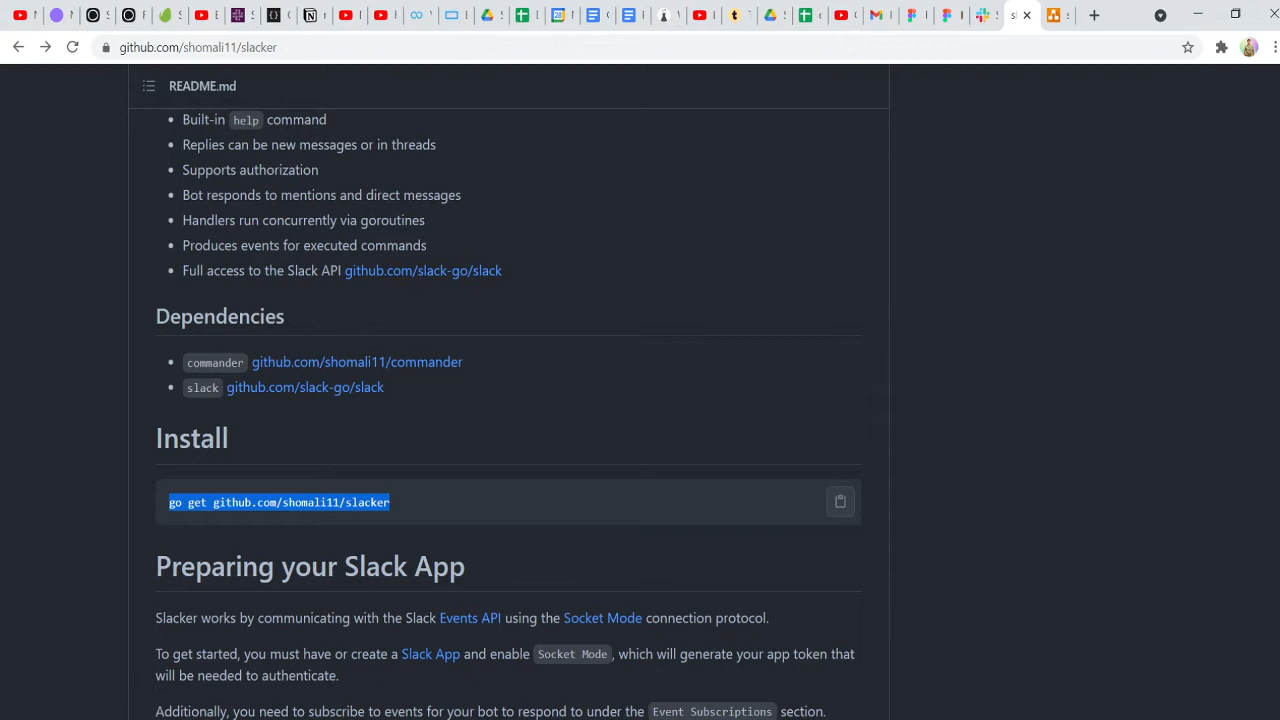 github.com/shomali11/slacker
README.md
Built-in help command
Replies can be new messages or in threads
Supports authorization
Bot responds to mentions and direct messages
Handlers run concurrently via goroutines
Produces events for executed commands
Full access to the Slack API github.com/slack-go/slack
Dependencies
commander github.com/shomali11/commander
slack github.com/slack-go/slack
Install
go get github.com/shomali11/slacker
Preparing your Slack App
Slacker works by communicating with the Slack Events API using the Socket Mode connection protocol.
To get started, you must have or create a Slack App and enable Socket Mode, which will generate your app token that
will be needed to authenticate.
Additionally, you need to subscribe to events for your bot to respond to under the Event Subscriptions section.